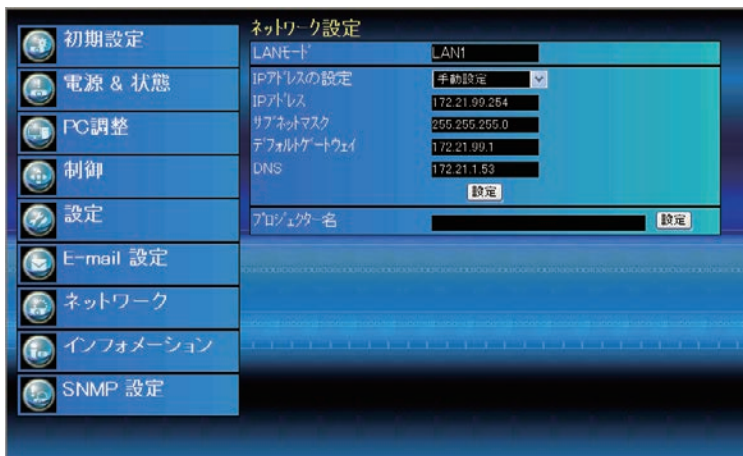 初期設定
電源 & 状態
PC調整
制御
設定
E-mail 設定
ネットワーク
インフォメーション
SNMP 設定
ネットワーク設定
LANモード LAN1
IPアドレスの設定 手動設定
IPアドレス 172.21.99.254
サブネットマスク 255.255.255.0
デフォルトゲートウェイ 172.21.99.1
DNS 172.21.1.53
設定
プロジェクター名 設定